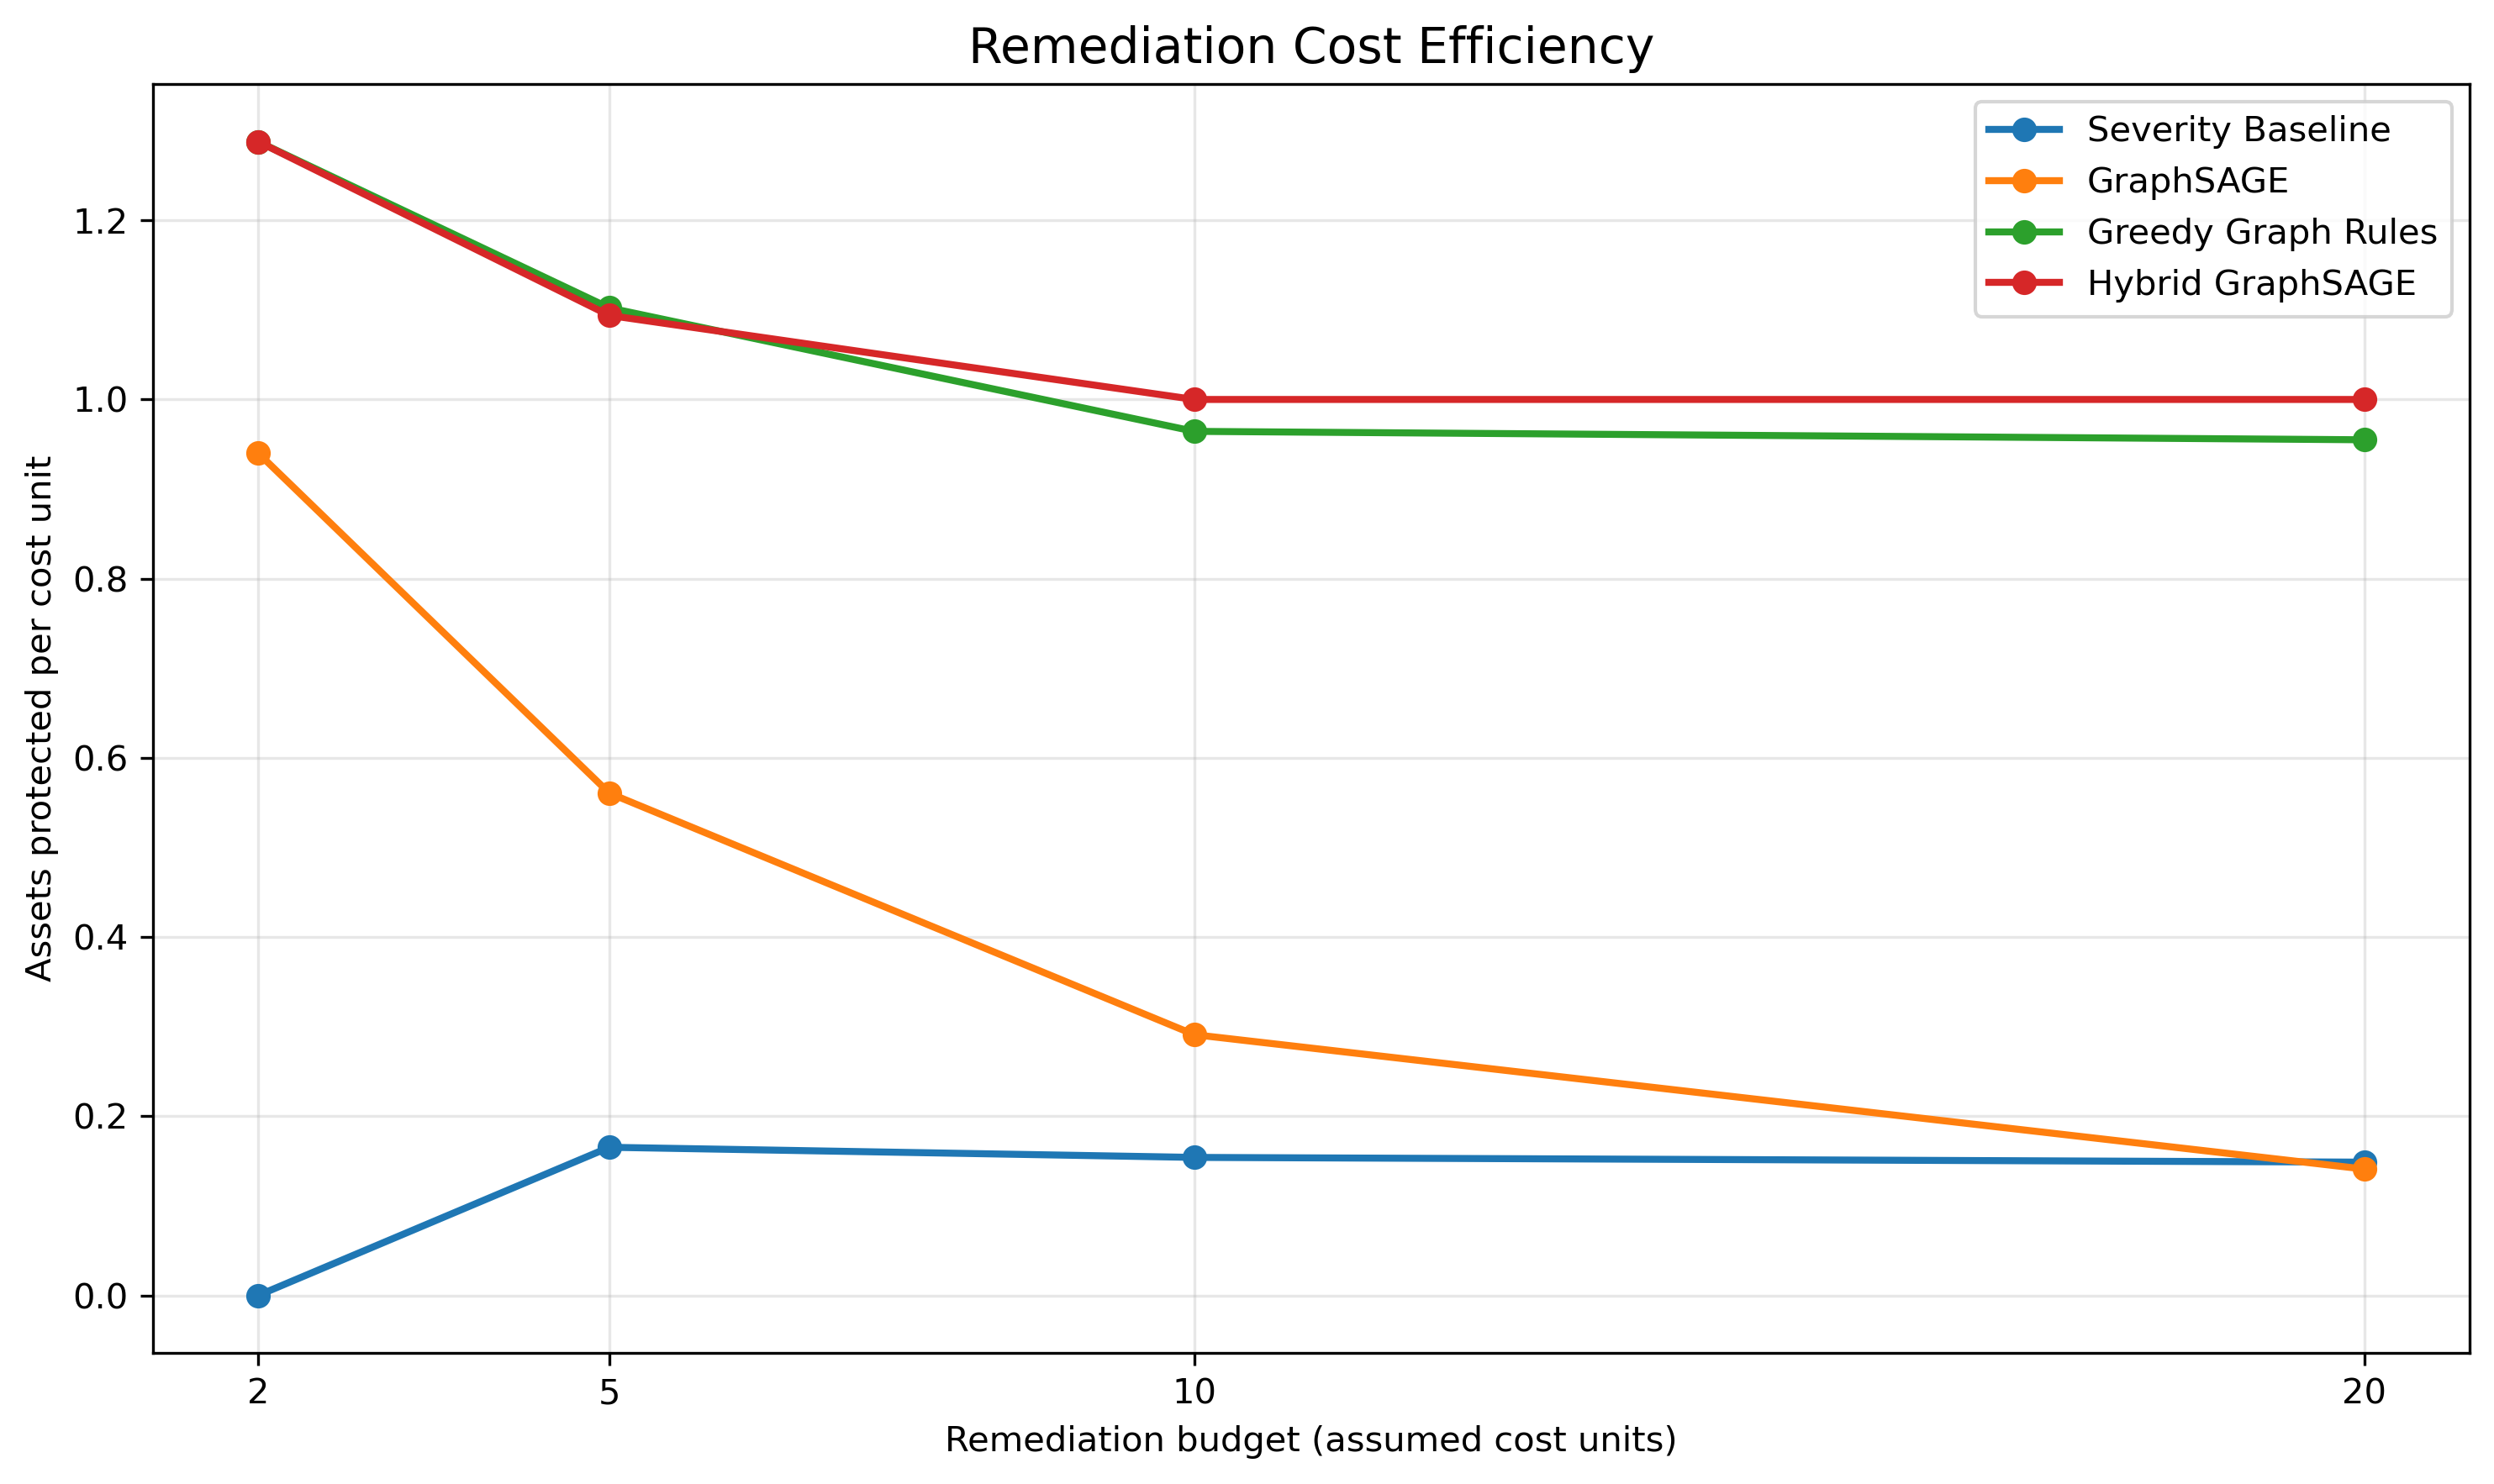 Remediation Cost Efficiency
Severity Baseline
GraphSAGE
Greedy Graph Rules
Hybrid GraphSAGE
Assets protected per cost unit
1.2
1.0
0.8
0.6
0.4
0.2
0.0
2 5 10 20
Remediation budget (assumed cost units)